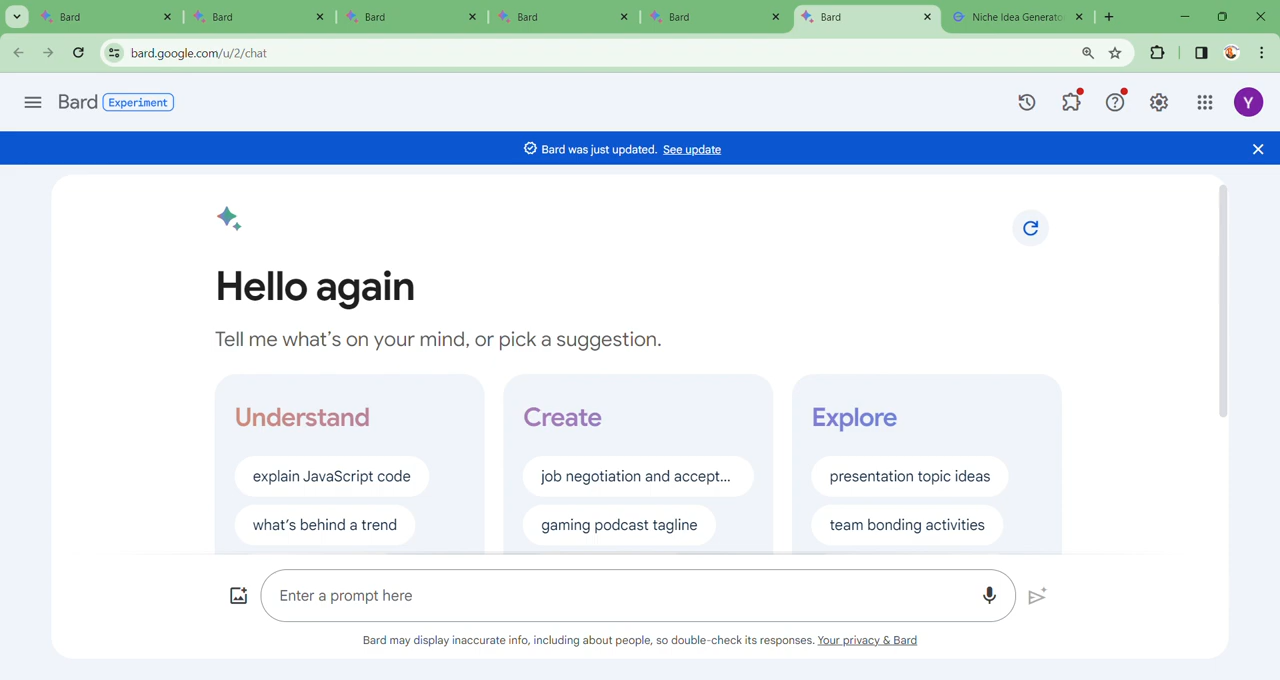 Bard
Bard
Bard
Bard
Bard
Bard
Niche Idea Generato
bard.google.com/u/2/chat
Bard Experiment
Y
Bard was just updated. See update
Hello again
Tell me what's on your mind, or pick a suggestion.
Understand
explain JavaScript code
what's behind a trend
Create
job negotiation and accept...
gaming podcast tagline
Explore
presentation topic ideas
team bonding activities
Enter a prompt here
Bard may display inaccurate info, including about people, so double-check its responses. Your privacy & Bard